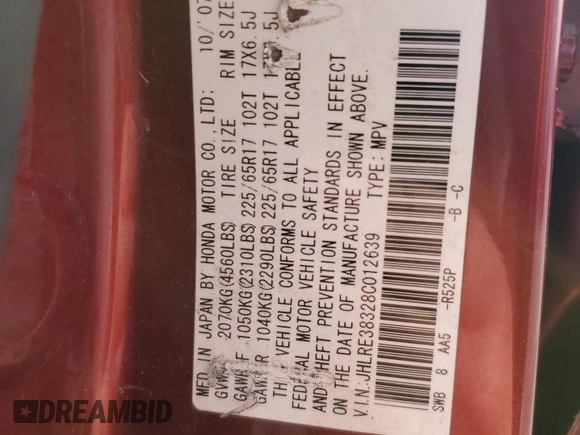 MFD IN JAPAN BY HONDA MOTOR CO., LTD: 10/'07
GVWR 2070KG(4560LBS) TIRE SIZE RIM SIZE
GAWR F 1050KG(2310LBS) 225/65R17 102T 17X6.5J
GAWR R 1040KG(2290LBS) 225/65R17 102T 17X6.5J
THIS VEHICLE CONFORMS TO ALL APPLICABLE
FEDERAL MOTOR VEHICLE SAFETY
AND THEFT PREVENTION STANDARDS IN EFFECT
ON THE DATE OF MANUFACTURE SHOWN ABOVE.
V.I.N: JHLRE38328C012639 TYPE: MPV
SWB 8 AA5 -R525P -B -C
DREAMBID